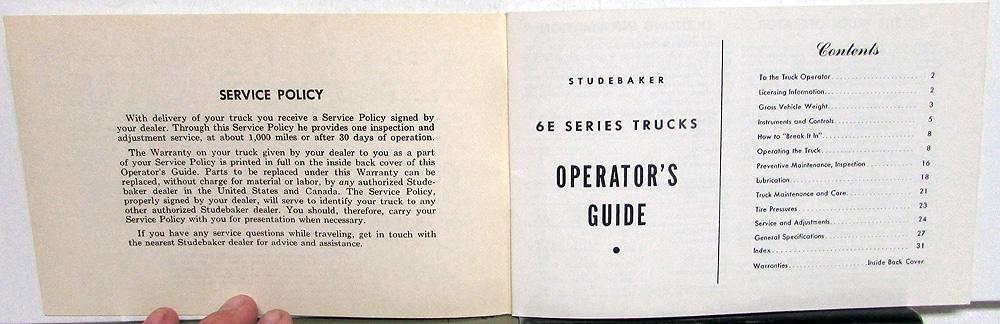 SERVICE POLICY
With delivery of your truck you receive a Service Policy signed by
your dealer. Through this Service Policy he provides one inspection and
adjustment service, at about 1,000 miles or after 30 days of operation.
The Warranty on your truck given by your dealer to you as a part
of your Service Policy is printed in full on the inside back cover of this
Operator's Guide. Parts to be replaced under this Warranty can be
replaced, without charge for material or labor, by any authorized Stude-
baker dealer in the United States and Canada. The Service Policy,
properly signed by your dealer, will serve to identify your truck to any
other authorized Studebaker dealer. You should, therefore, carry your
Service Policy with you for presentation when necessary.
If you have any service questions while traveling, get in touch with
the nearest Studebaker dealer for advice and assistance.
STUDEBAKER
6E SERIES TRUCKS
OPERATOR'S
GUIDE
Contents
To the Truck Operator 2
Licensing Information 2
Gross Vehicle Weight 3
Instruments and Controls 5
How to "Break It In" 8
Operating the Truck 8
Preventive Maintenance, Inspection 16
Lubrication 18
Truck Maintenance and Care 21
Tire Pressures 23
Service and Adjustments 24
General Specifications 27
Index 31
Warranties Inside Back Cover